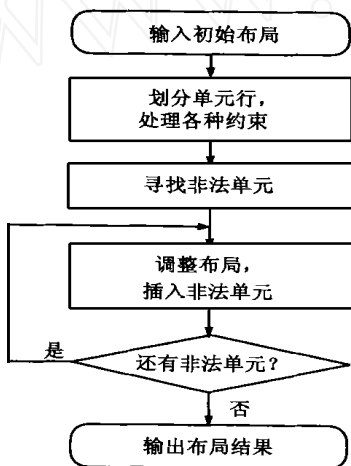 输入初始布局
划分单元行，
处理各种约束
寻找非法单元
调整布局，
插入非法单元
还有非法单元？
是
否
输出布局结果